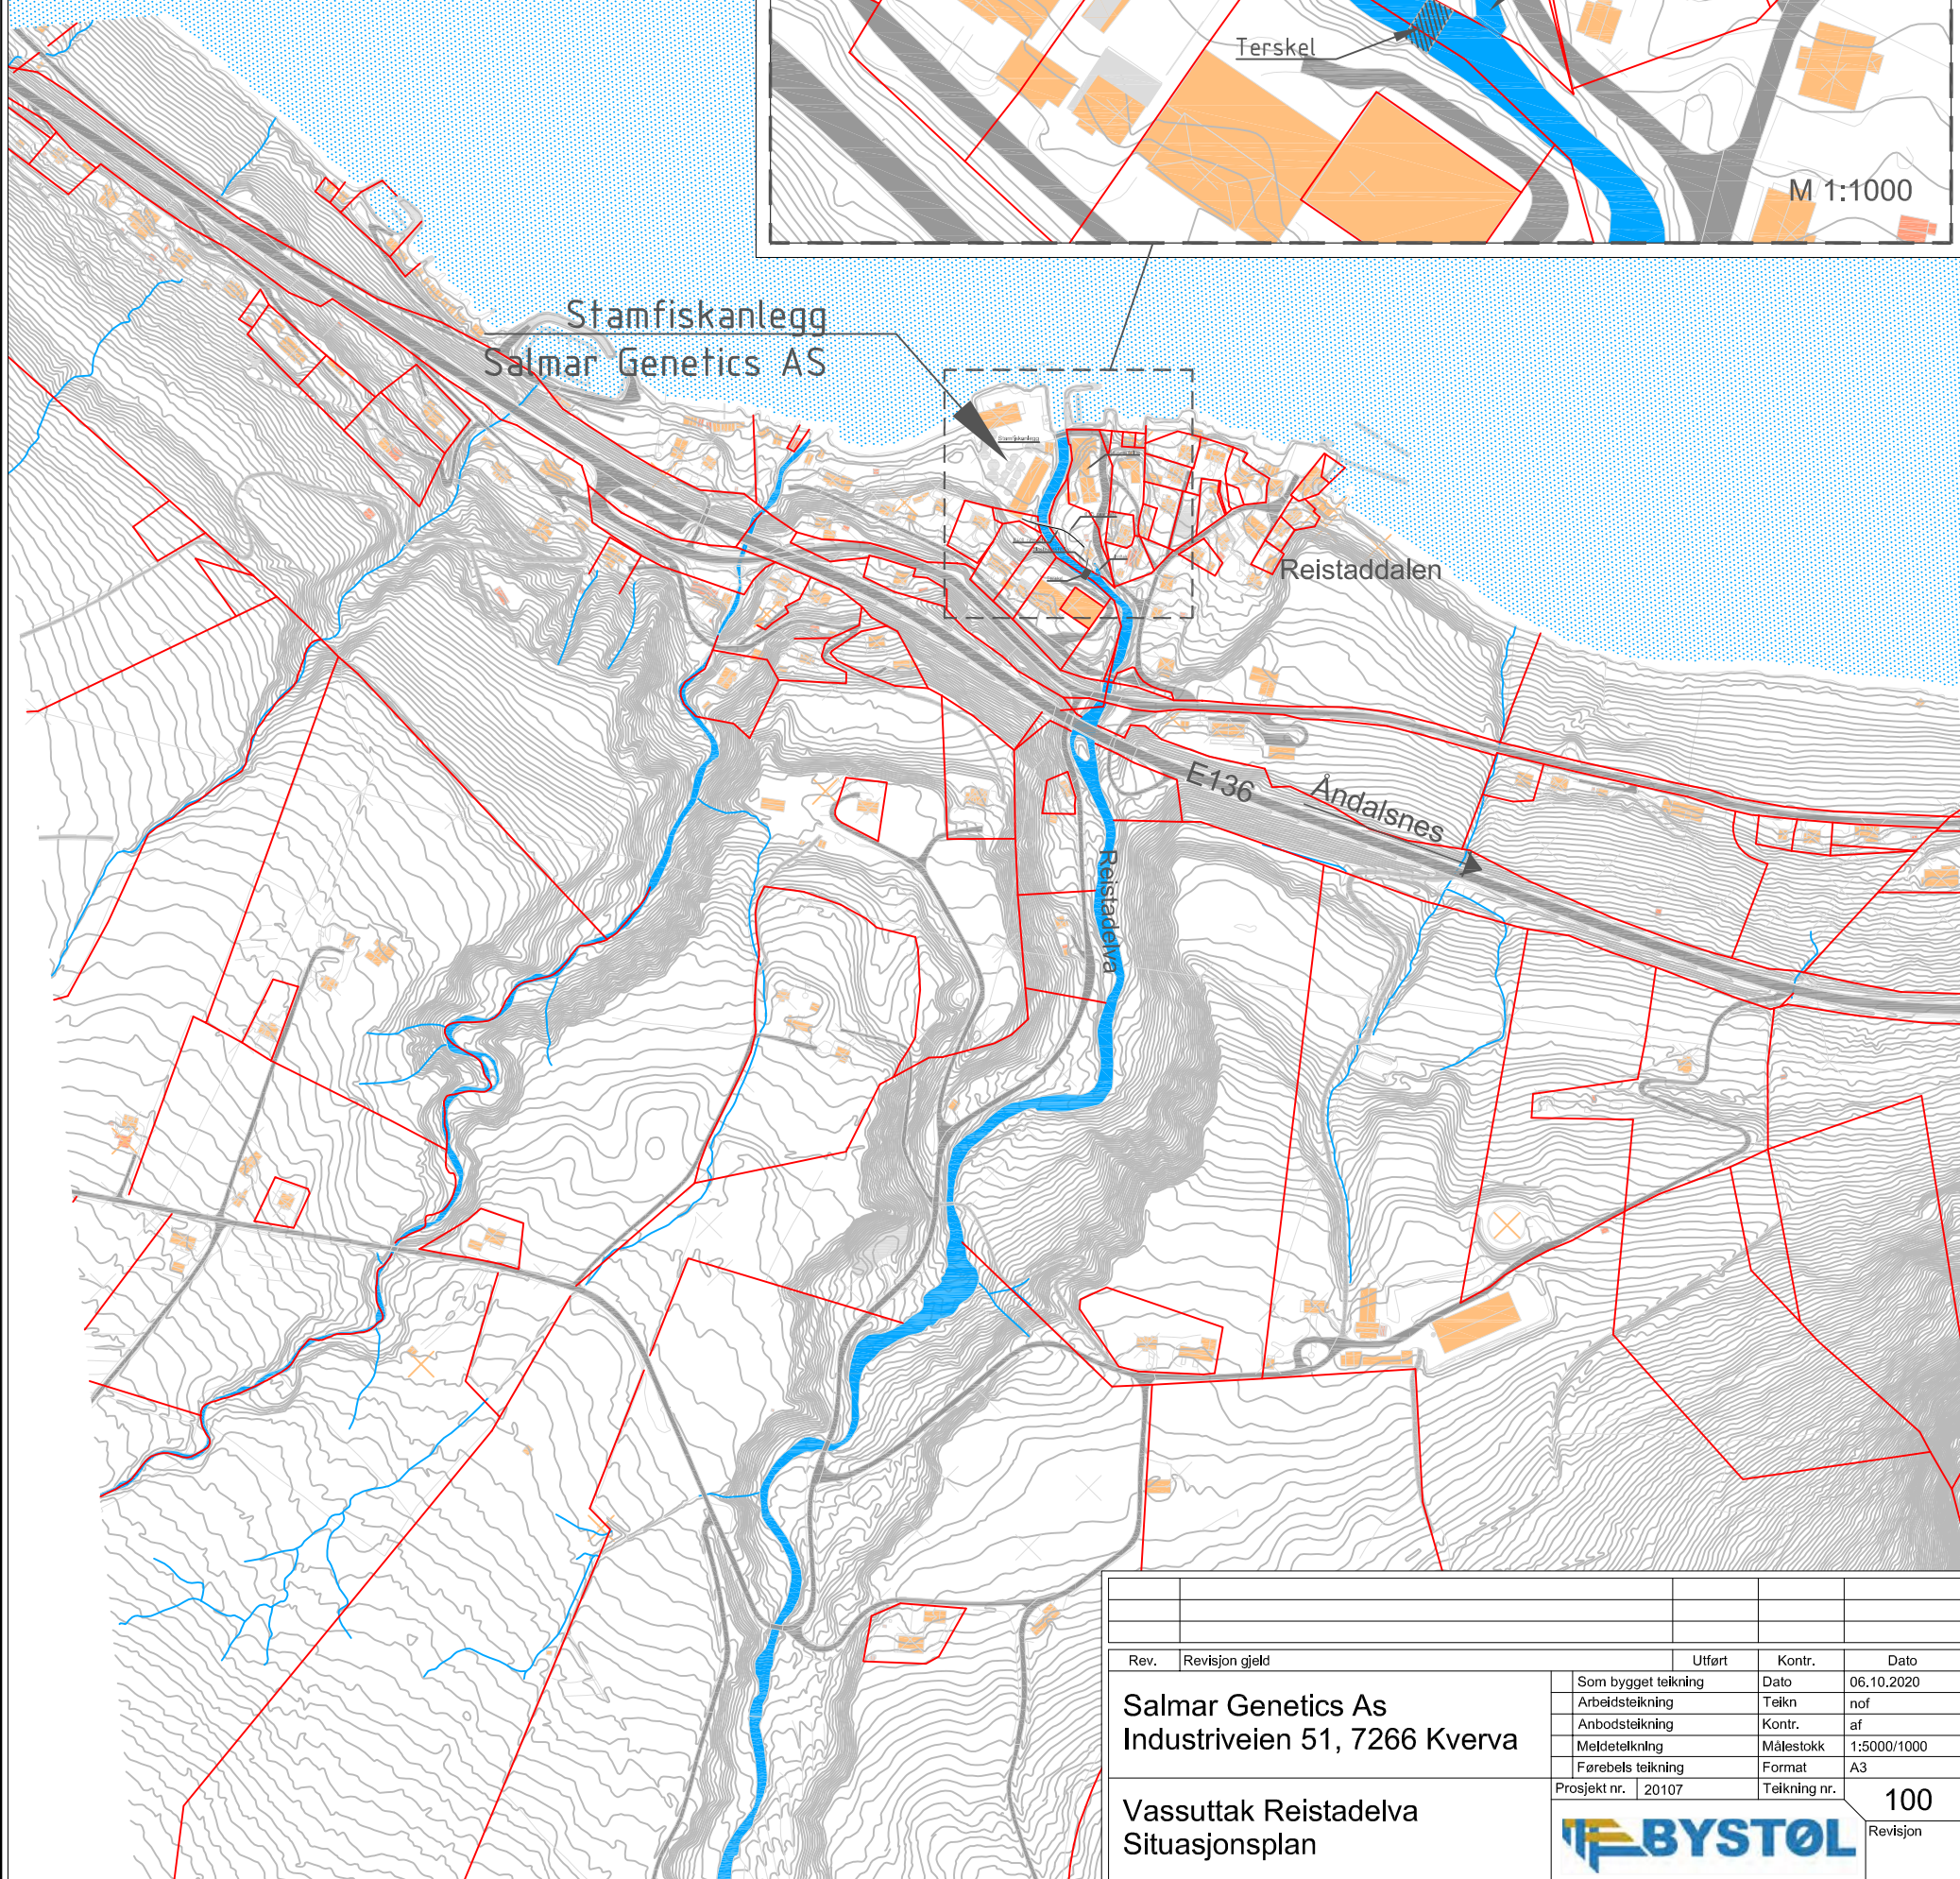 Terskel
M 1:1000
Stamfiskanlegg
Salmar Genetics AS
Stamfiskanlegg
Reistaddalen
E136
Åndalsnes
Reistadelva
Rev.
Revisjon gjeld
Utført
Kontr.
Dato
Salmar Genetics As
Industriveien 51, 7266 Kverva
Som bygget teikning
Dato
06.10.2020
Arbeidsteikning
Teikn
nof
Anbodsteikning
Kontr.
af
Meldeteikning
Målestokk
1:5000/1000
Førebels teikning
Format
A3
Prosjekt nr.
20107
Teikning nr.
100
Vassuttak Reistadelva
Situasjonsplan
BYSTØL
Revisjon